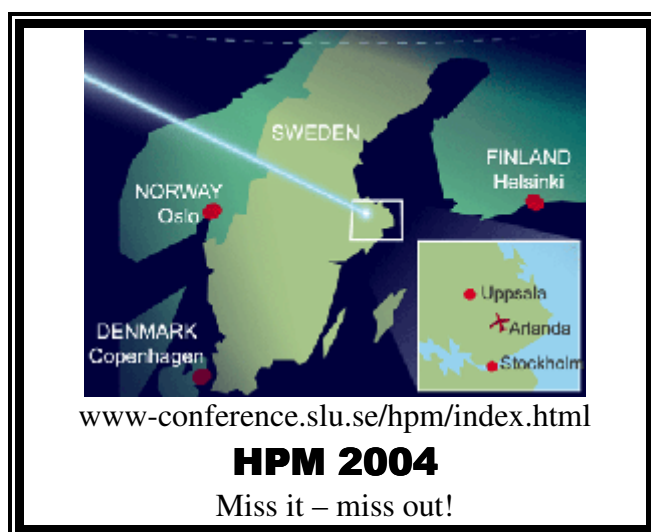 SWEDEN
FINLAND
Helsinki
NORWAY
Oslo
Uppsala
Arlanda
Stockholm
DENMARK
Copenhagen
www-conference.slu.se/hpm/index.html
HPM 2004
Miss it – miss out!